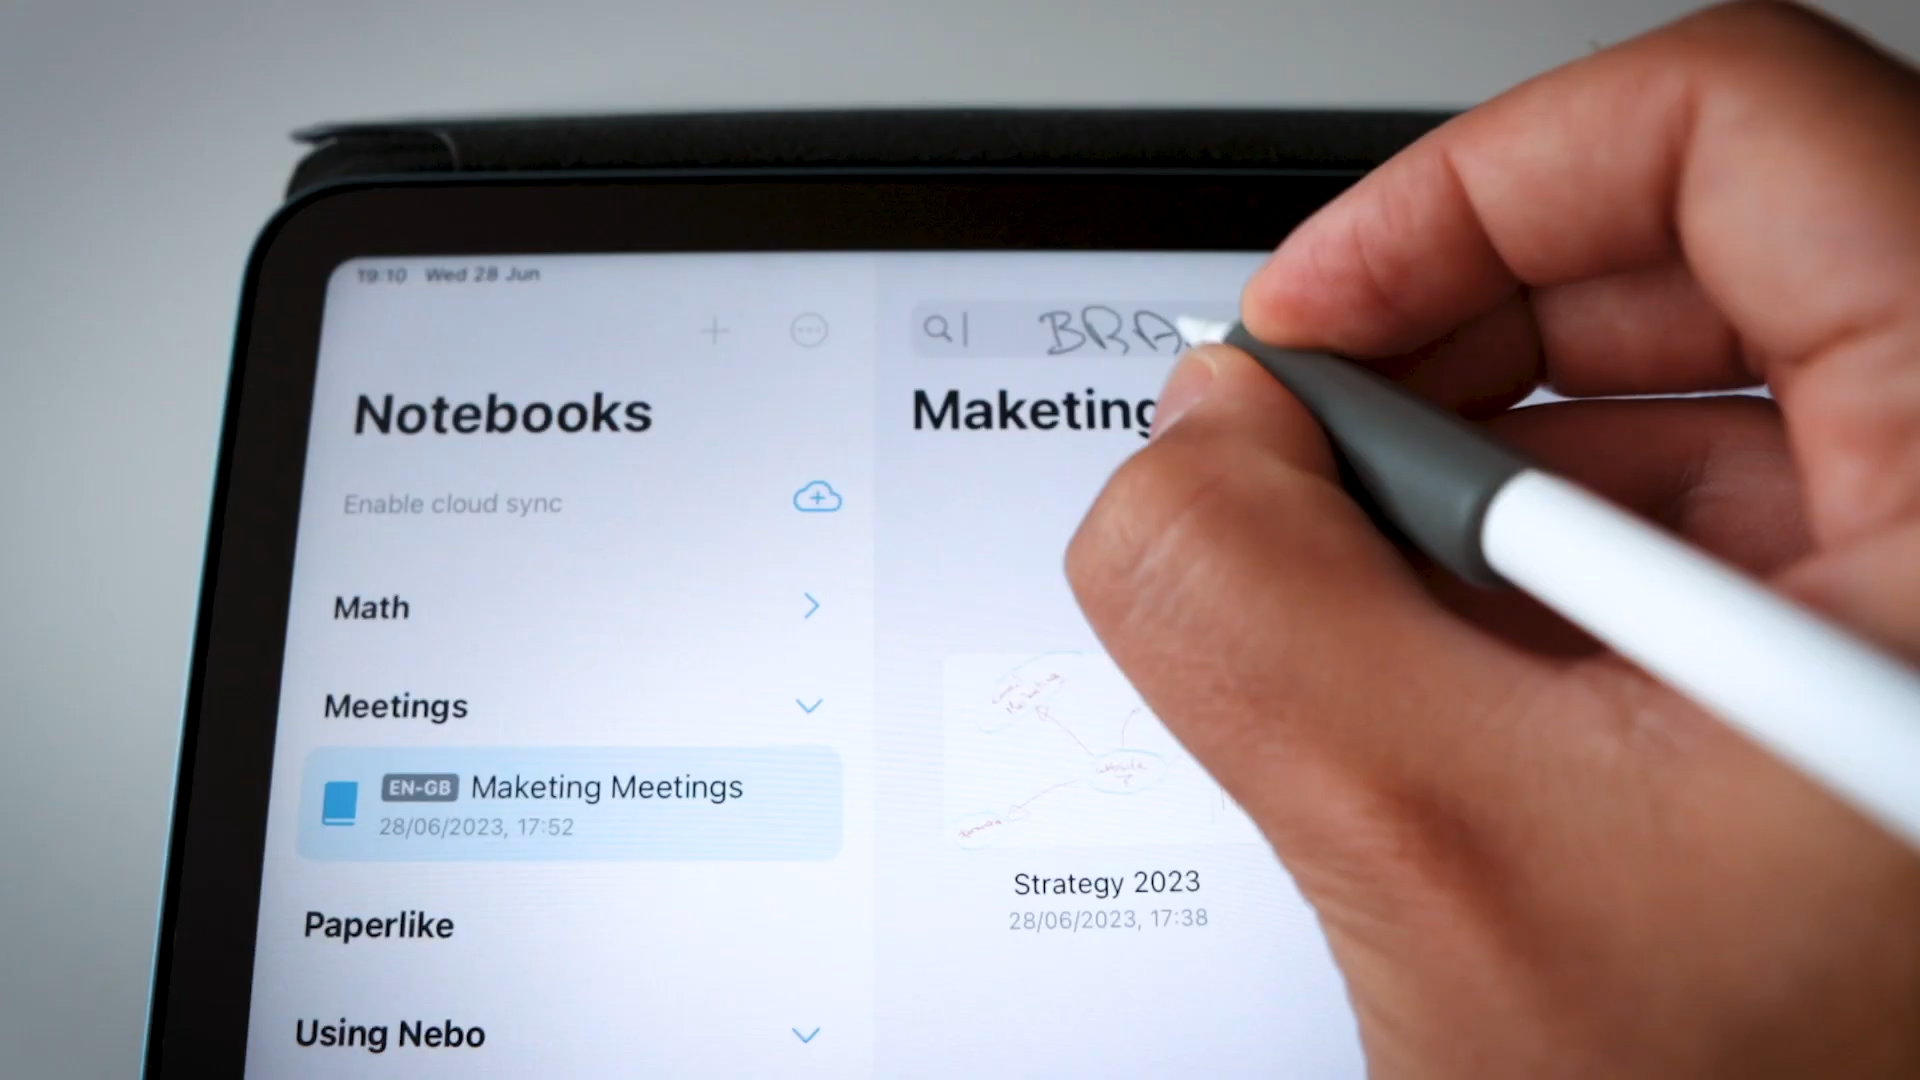 19:10 Wed 28 Jun
BRA
Notebooks
Maketing
Enable cloud sync
Math
Meetings
EN-GB Maketing Meetings
28/06/2023, 17:52
website
Strategy 2023
28/06/2023, 17:38
Paperlike
Using Nebo